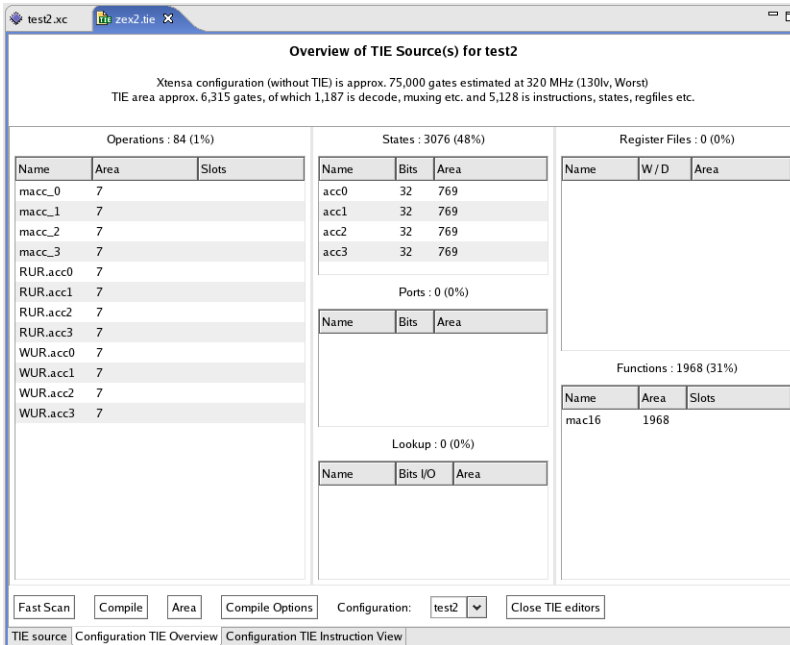 test2.xc
zex2.tie
Overview of TIE Source(s) for test2
Xtensa configuration (without TIE) is approx. 75,000 gates estimated at 320 MHz (130lv, Worst)
TIE area approx. 6,315 gates, of which 1,187 is decode, muxing etc. and 5,128 is instructions, states, regfiles etc.
Operations : 84 (1%)
Name Area Slots
macc_0 7
macc_1 7
macc_2 7
macc_3 7
RUR.acc0 7
RUR.acc1 7
RUR.acc2 7
RUR.acc3 7
WUR.acc0 7
WUR.acc1 7
WUR.acc2 7
WUR.acc3 7
States : 3076 (48%)
Name Bits Area
acc0 32 769
acc1 32 769
acc2 32 769
acc3 32 769
Ports : 0 (0%)
Name Bits Area
Lookup : 0 (0%)
Name Bits I/O Area
Register Files : 0 (0%)
Name W / D Area
Functions : 1968 (31%)
Name Area Slots
mac16 1968
Fast Scan Compile Area Compile Options Configuration: test2 Close TIE editors
TIE source Configuration TIE Overview Configuration TIE Instruction View